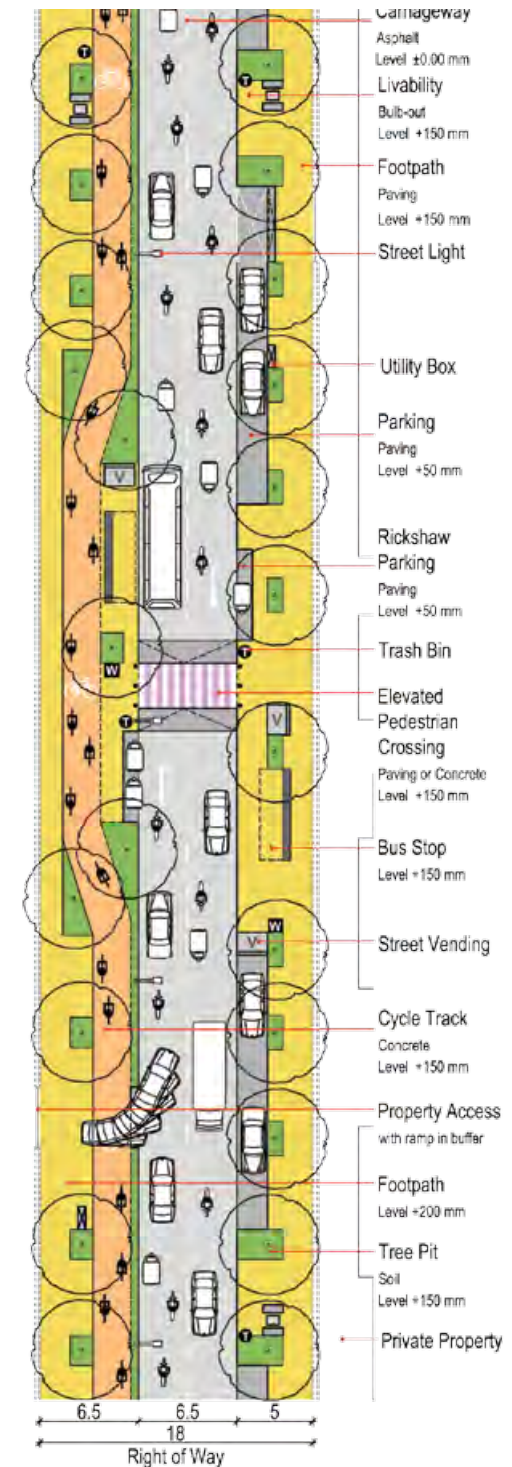 Carriageway
Asphalt
Level ±0.00 mm
Livability
Bulb-out
Level +150 mm
Footpath
Paving
Level +150 mm
Street Light
Utility Box
Parking
Paving
Level +50 mm
Rickshaw
Parking
Paving
Level +50 mm
Trash Bin
Elevated
Pedestrian
Crossing
Paving or Concrete
Level +150 mm
Bus Stop
Level +150 mm
Street Vending
Cycle Track
Concrete
Level +150 mm
Property Access
with ramp in buffer
Footpath
Level +200 mm
Tree Pit
Soil
Level +150 mm
Private Property
T
T
V
W
T
T
V
W
V
T
6.5 6.5 5
18
Right of Way